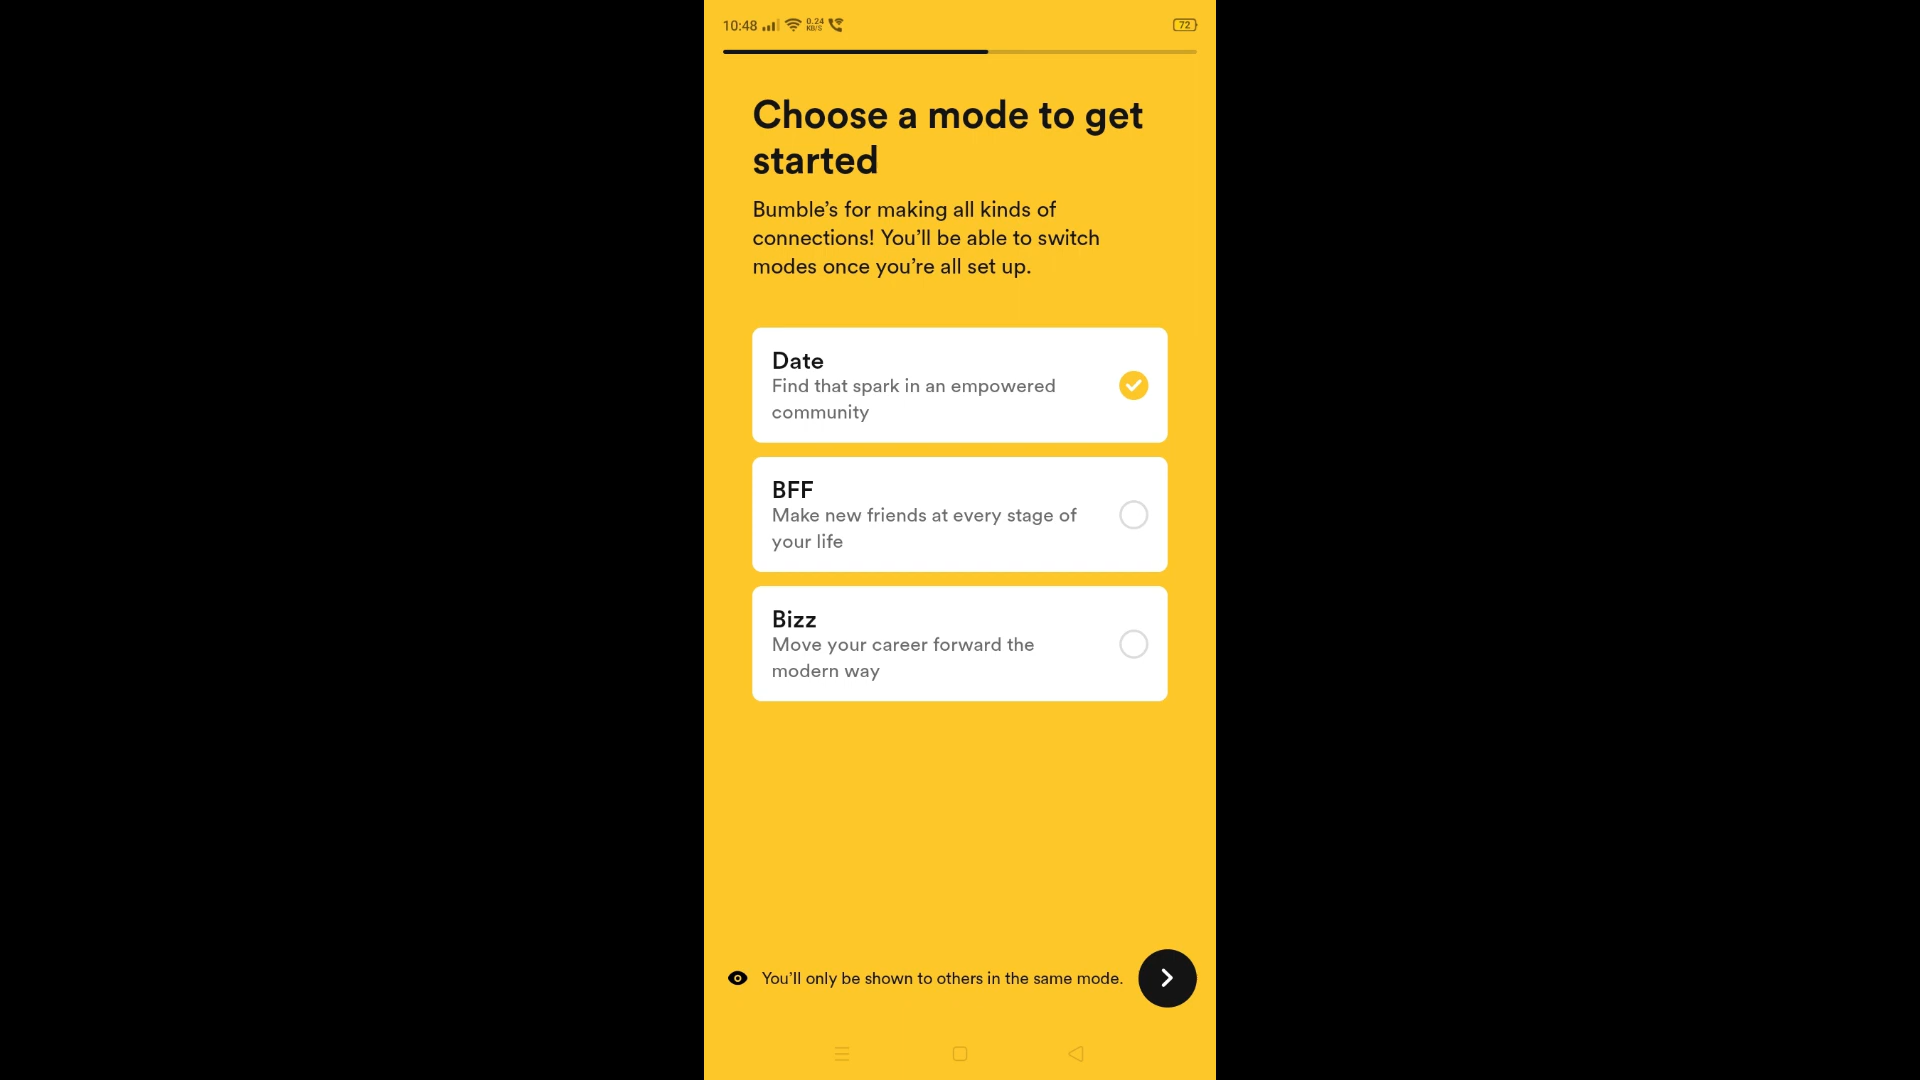 10:48 0.24 KB/S 72
Choose a mode to get
started
Bumble’s for making all kinds of
connections! You’ll be able to switch
modes once you’re all set up.
Date
Find that spark in an empowered
community
BFF
Make new friends at every stage of
your life
Bizz
Move your career forward the
modern way
You’ll only be shown to others in the same mode.